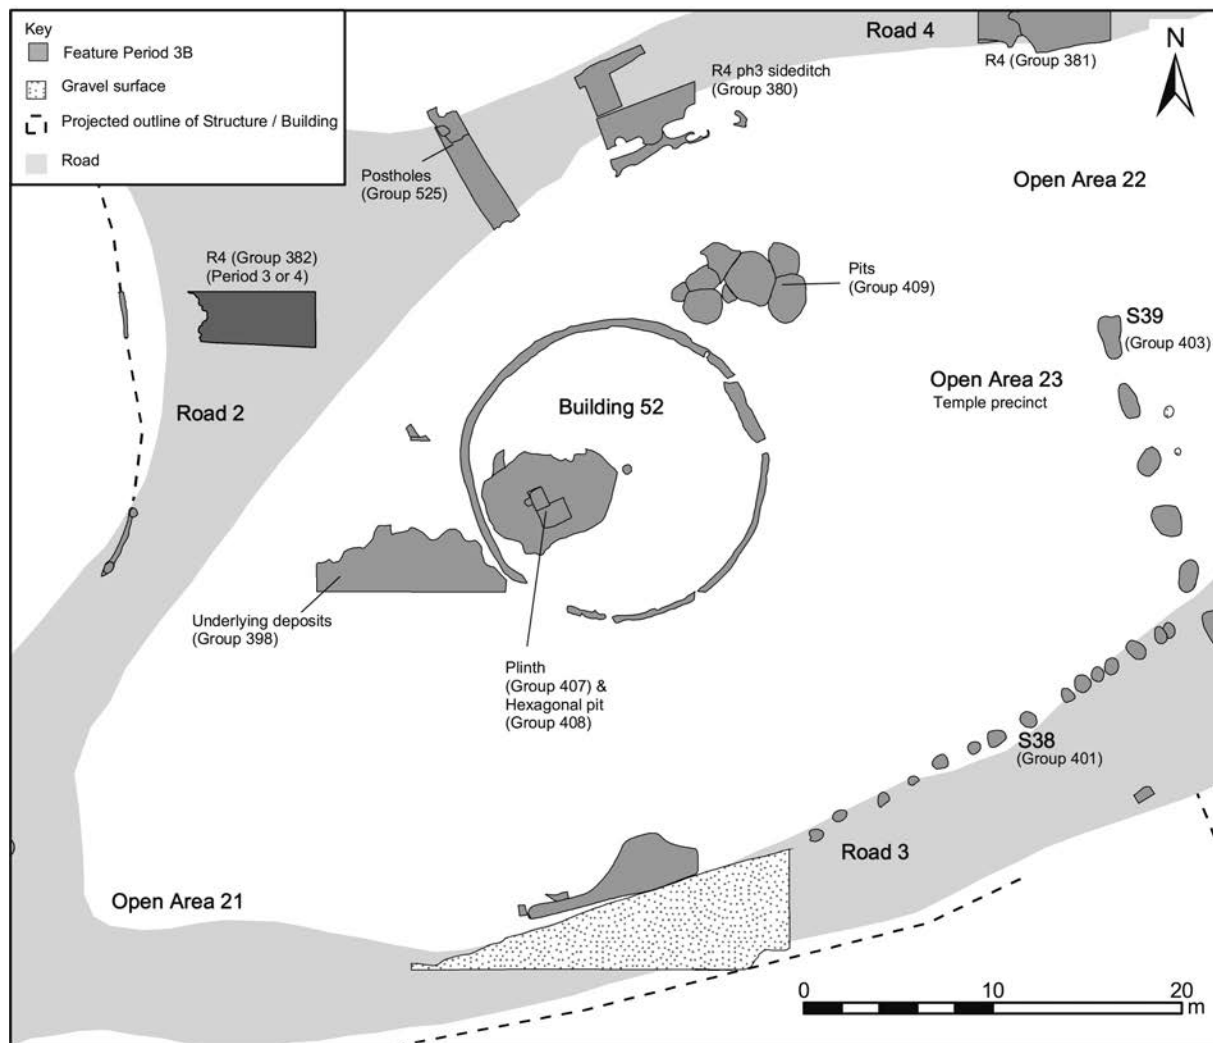 Key
Feature Period 3B
Gravel surface
Projected outline of Structure / Building
Road
Road 4
N
R4 (Group 381)
R4 ph3 sideditch
(Group 380)
Postholes
(Group 525)
Open Area 22
R4 (Group 382)
(Period 3 or 4)
Pits
(Group 409)
S39
(Group 403)
Open Area 23
Temple precinct
Road 2
Building 52
Underlying deposits
(Group 398)
Plinth
(Group 407) &
Hexagonal pit
(Group 408)
S38
(Group 401)
Road 3
Open Area 21
0 10 20
m